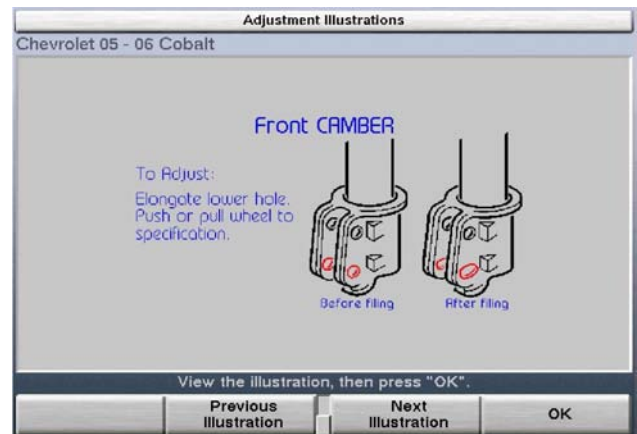 Adjustment Illustrations
Chevrolet 05 - 06 Cobalt
Front CAMBER
To Adjust:
Elongate lower hole.
Push or pull wheel to
specification.
Before filing
After filing
View the illustration, then press "OK".
Previous
Illustration
Next
Illustration
OK